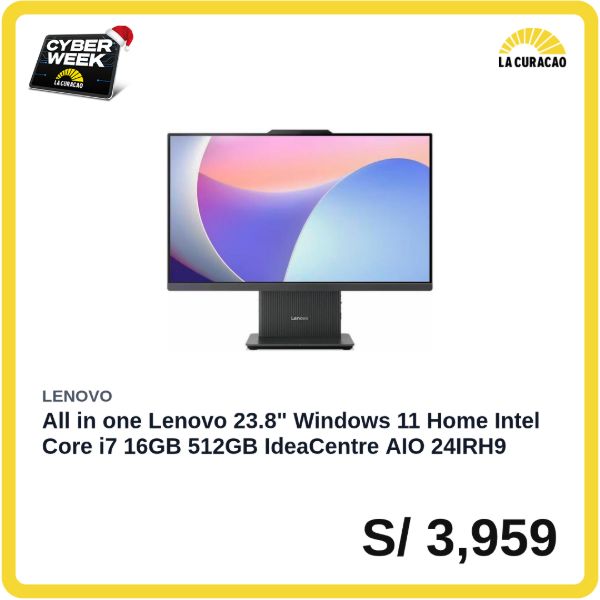 CYBER
WEEK
LA CURACAO
LA CURACAO
Lenovo
LENOVO
All in one Lenovo 23.8" Windows 11 Home Intel
Core i7 16GB 512GB IdeaCentre AIO 24IRH9
S/ 3,959